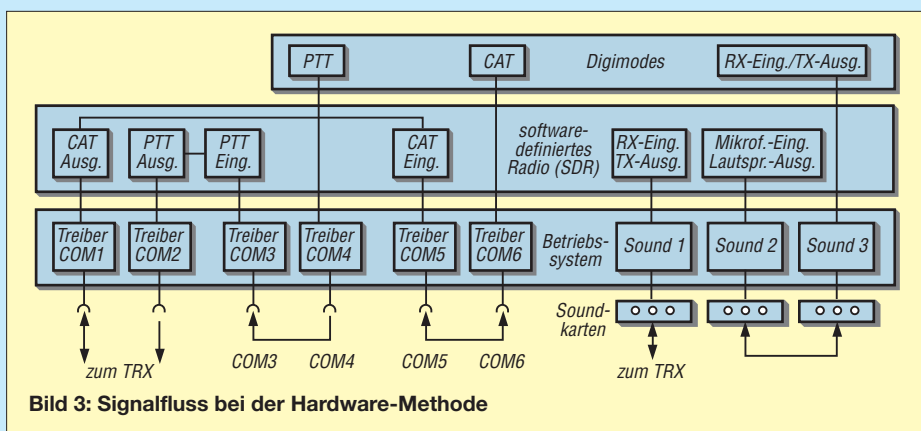 PTT
CAT
Digimodes
RX-Eing./TX-Ausg.
CAT
Ausg.
PTT
Ausg.
PTT
Eing.
CAT
Eing.
software-
definiertes
Radio (SDR)
RX-Eing.
TX-Ausg.
Mikrof.-Eing.
Lautspr.-Ausg.
Treiber
COM1
Treiber
COM2
Treiber
COM3
Treiber
COM4
Treiber
COM5
Treiber
COM6
Betriebs-
system
Sound 1
Sound 2
Sound 3
Sound-
karten
zum TRX
COM3
COM4
COM5
COM6
zum TRX
Bild 3: Signalfluss bei der Hardware-Methode